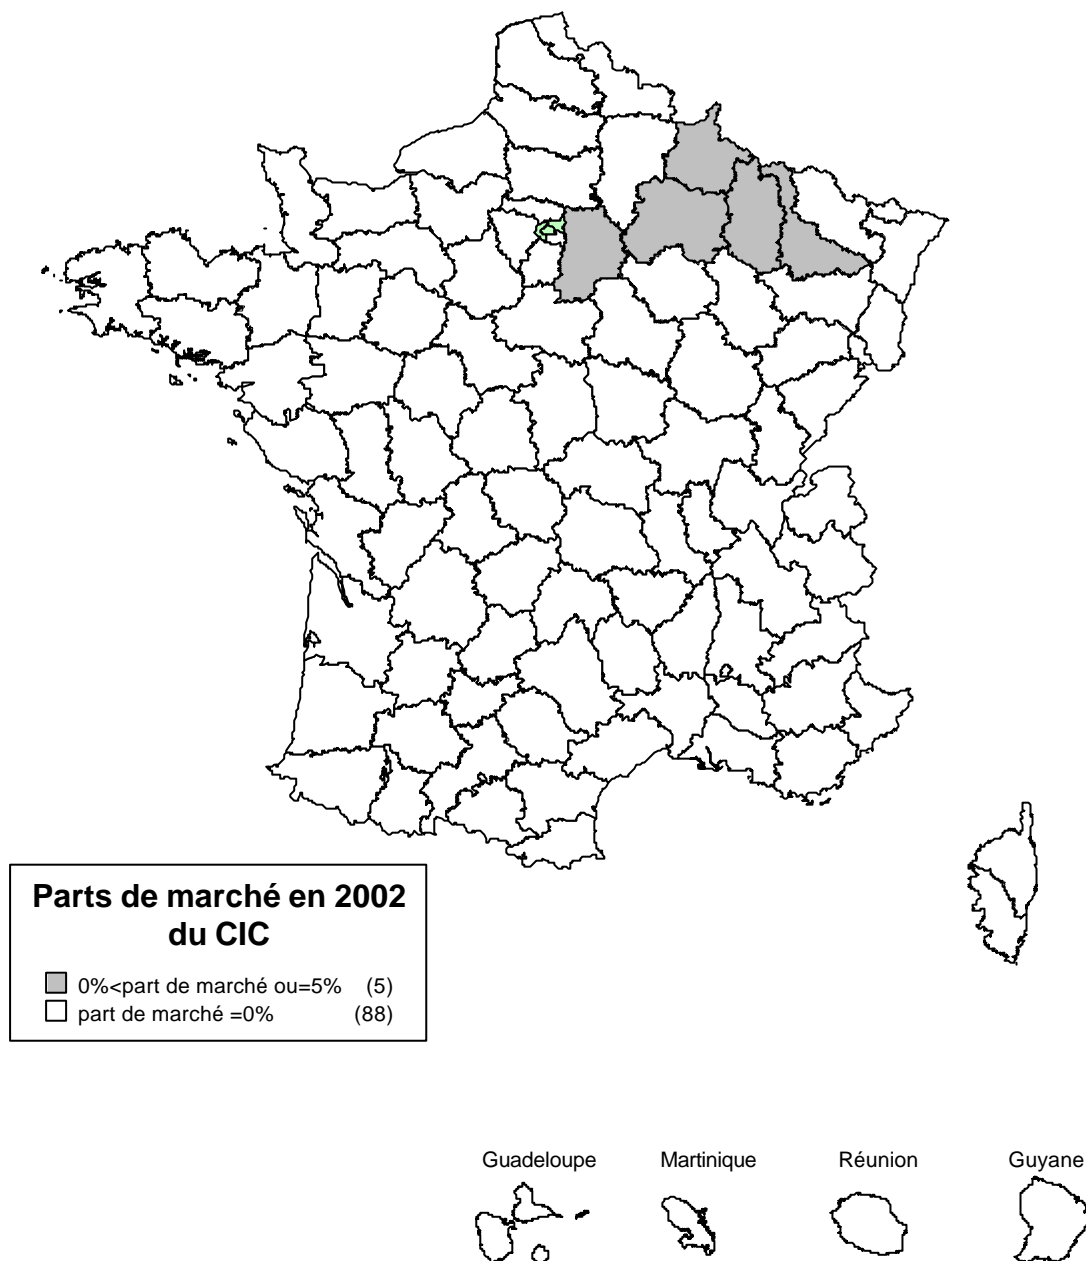 Parts de marché en 2002
du CIC
0%<part de marché ou=5% (5)
part de marché =0% (88)
Guadeloupe Martinique Réunion Guyane